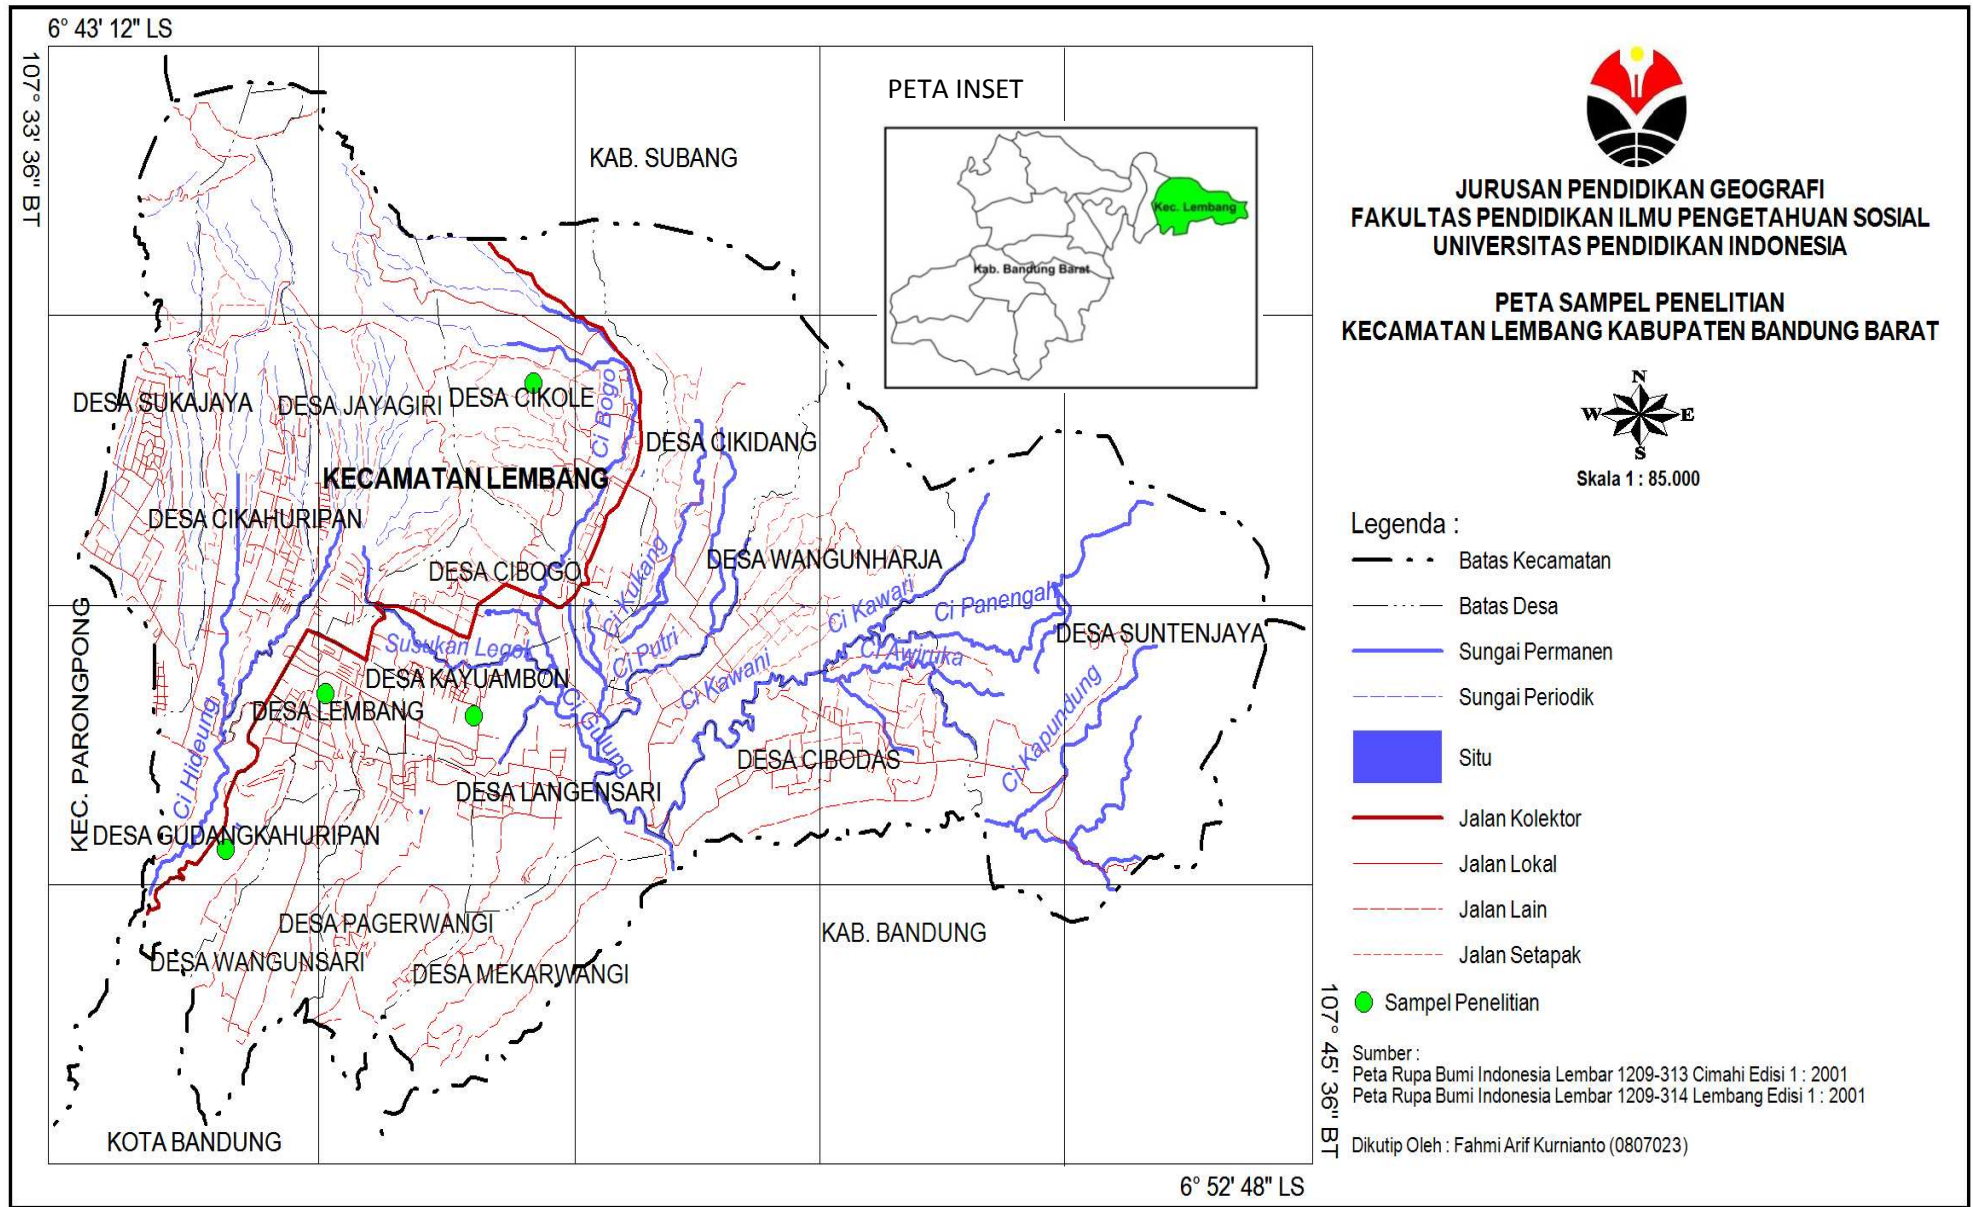 6° 43' 12" LS
107° 33' 36" BT
PETA INSET
KAB. SUBANG
Kec. Lembang
Kab. Bandung Barat
DESA SUKAJAYA
DESA JAYAGIRI
DESA CIKOLE
Ci Bogo
DESA CIKIDANG
KECAMATAN LEMBANG
DESA CIKAHURIPAN
DESA CIBOGO
Ci Kukang
DESA WANGUNHARJA
Ci Kawari
Ci Panengah
DESA SUNTENJAYA
Susukan Legok
Ci Putri
Ci Awiruka
KEC. PARONGPONG
DESA KAYUAMBON
Ci Kawani
DESA LEMBANG
Ci Gulung
Ci Hideung
DESA CIBODAS
Ci Kapundung
DESA LANGENSARI
DESA GUDANGKAHURIPAN
DESA PAGERWANGI
KAB. BANDUNG
DESA WANGUNSARI
DESA MEKARWANGI
KOTA BANDUNG
107° 45' 36" BT
6° 52' 48" LS
JURUSAN PENDIDIKAN GEOGRAFI
FAKULTAS PENDIDIKAN ILMU PENGETAHUAN SOSIAL
UNIVERSITAS PENDIDIKAN INDONESIA
PETA SAMPEL PENELITIAN
KECAMATAN LEMBANG KABUPATEN BANDUNG BARAT
N
W E
S
Skala 1 : 85.000
Legenda :
Batas Kecamatan
Batas Desa
Sungai Permanen
Sungai Periodik
Situ
Jalan Kolektor
Jalan Lokal
Jalan Lain
Jalan Setapak
Sampel Penelitian
Sumber :
Peta Rupa Bumi Indonesia Lembar 1209-313 Cimahi Edisi 1 : 2001
Peta Rupa Bumi Indonesia Lembar 1209-314 Lembang Edisi 1 : 2001
Dikutip Oleh : Fahmi Arif Kurnianto (0807023)